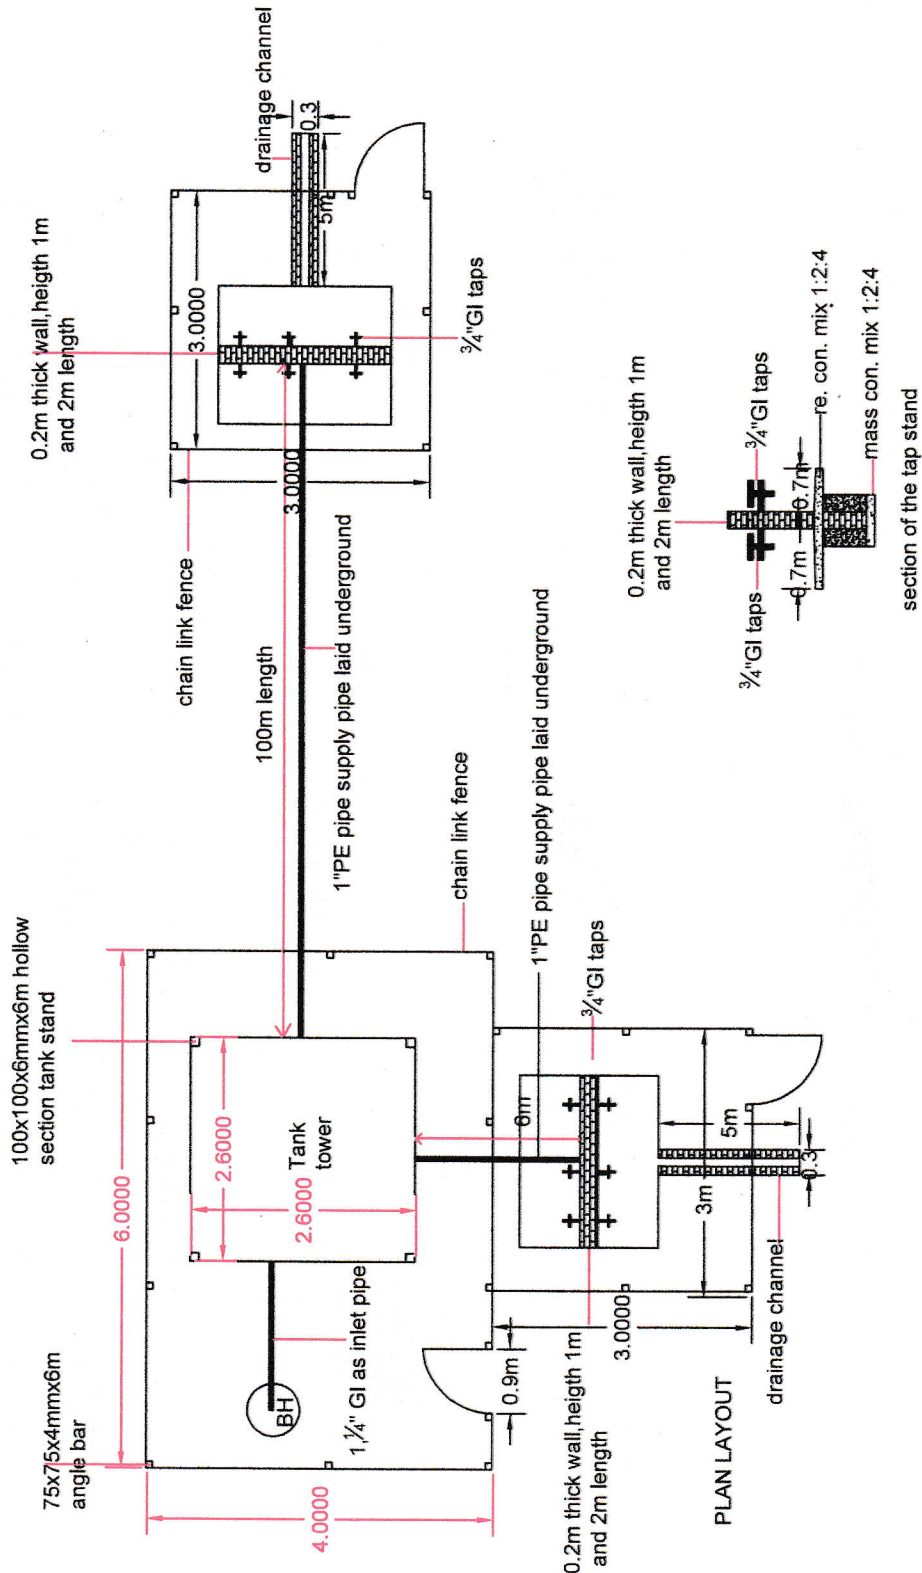 75x75x4mmx6m
angle bar
100x100x6mmx6m hollow
section tank stand
6.0000
4.0000
2.6000
2.6000
Tank
tower
BH
1,1⁄4" GI as inlet pipe
0.9m
100m length
1"PE pipe supply pipe laid underground
chain link fence
chain link fence
0.2m thick wall,heigth 1m
and 2m length
3.0000
3.0000
drainage channel
0.3
5m
3⁄4"GI taps
1"PE pipe supply pipe laid underground
3⁄4"GI taps
6m
5m
0.3
3m
3.0000
drainage channel
0.2m thick wall,heigth 1m
and 2m length
PLAN LAYOUT
0.2m thick wall,heigth 1m
and 2m length
3⁄4"GI taps
3⁄4"GI taps
0.7m
0.7m
re. con. mix 1:2:4
mass con. mix 1:2:4
section of the tap stand